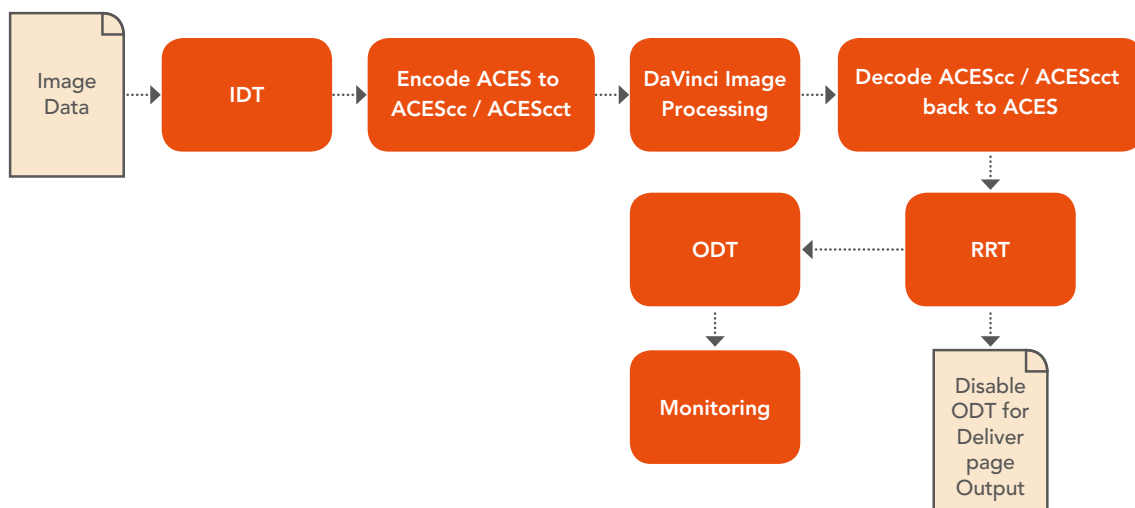 Image
Data
IDT
Encode ACES to
ACEScc / ACEScct
DaVinci Image
Processing
Decode ACEScc / ACEScct
back to ACES
ODT
RRT
Monitoring
Disable
ODT for
Deliver
page
Output